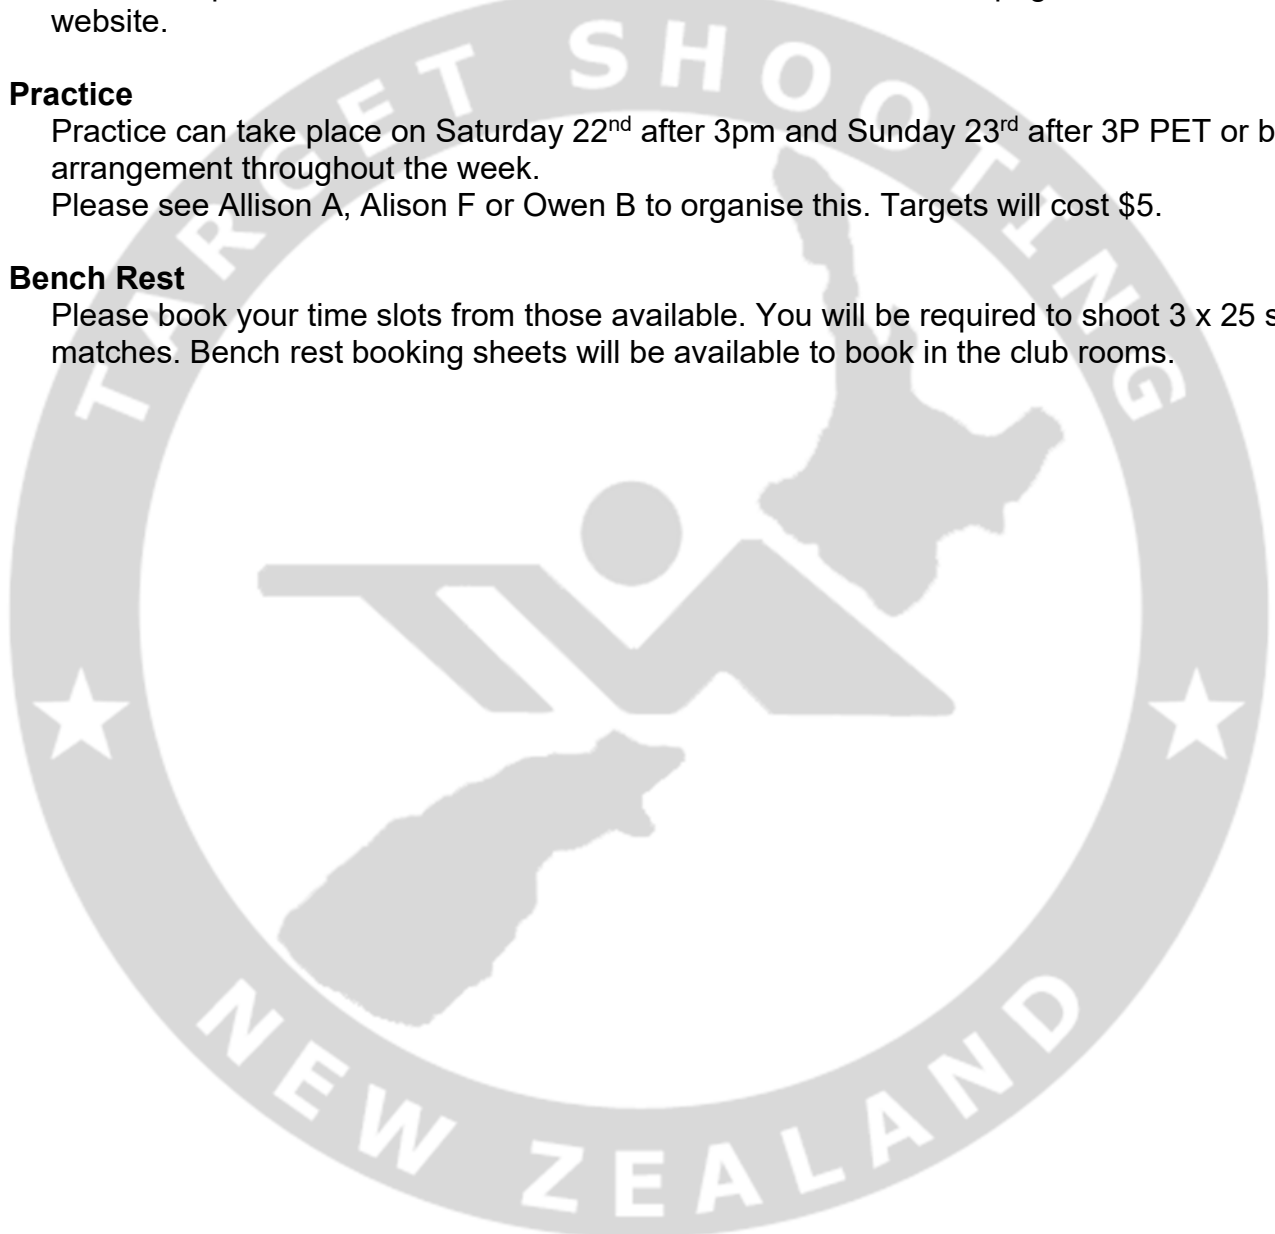 website.
Practice
Practice can take place on Saturday 22nd after 3pm and Sunday 23rd after 3P PET or
arrangement throughout the week.
Please see Allison A, Alison F or Owen B to organise this. Targets will cost $5.
Bench Rest
Please book your time slots from those available. You will be required to shoot 3 x 25
matches. Bench rest booking sheets will be available to book in the club rooms.
TARGET SHOOTING
NEW ZEALAND